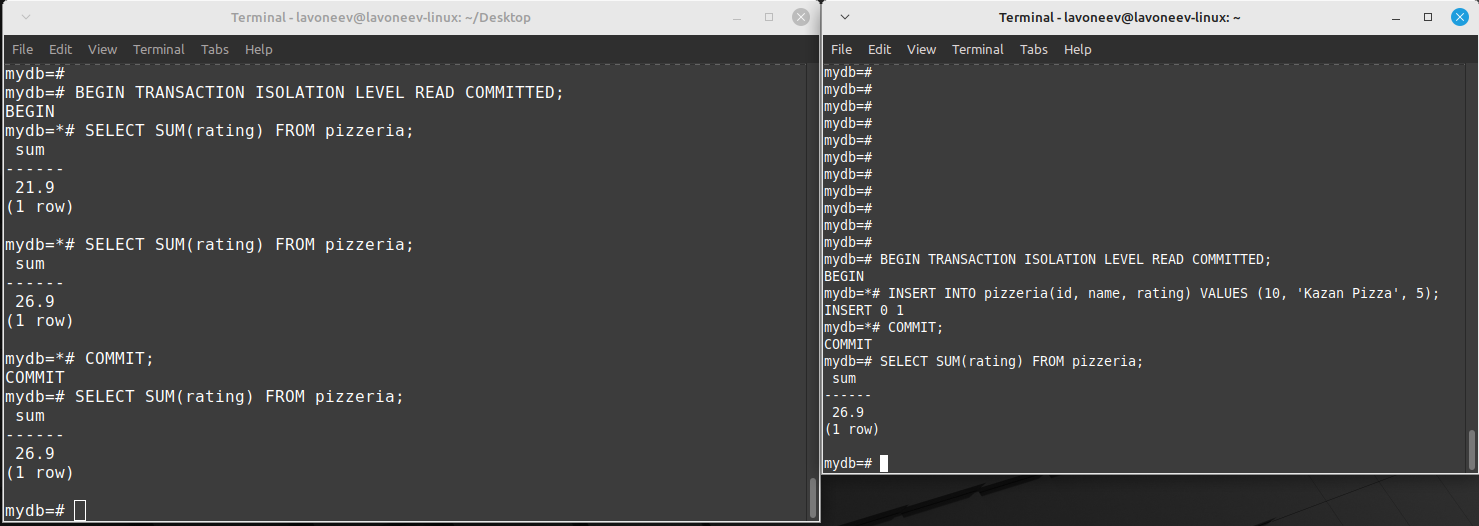 Terminal - lavoneev@lavoneev-linux: ~/Desktop
File Edit View Terminal Tabs Help
mydb=#
mydb=# BEGIN TRANSACTION ISOLATION LEVEL READ COMMITTED;
BEGIN
mydb=*# SELECT SUM(rating) FROM pizzeria;
 sum
------
 21.9
(1 row)

mydb=*# SELECT SUM(rating) FROM pizzeria;
 sum
------
 26.9
(1 row)

mydb=*# COMMIT;
COMMIT
mydb=# SELECT SUM(rating) FROM pizzeria;
 sum
------
 26.9
(1 row)

mydb=#
Terminal - lavoneev@lavoneev-linux: ~
File Edit View Terminal Tabs Help
mydb=#
mydb=#
mydb=#
mydb=#
mydb=#
mydb=#
mydb=#
mydb=#
mydb=#
mydb=#
mydb=#
mydb=# BEGIN TRANSACTION ISOLATION LEVEL READ COMMITTED;
BEGIN
mydb=*# INSERT INTO pizzeria(id, name, rating) VALUES (10, 'Kazan Pizza', 5);
INSERT 0 1
mydb=*# COMMIT;
COMMIT
mydb=# SELECT SUM(rating) FROM pizzeria;
 sum
------
 26.9
(1 row)

mydb=#